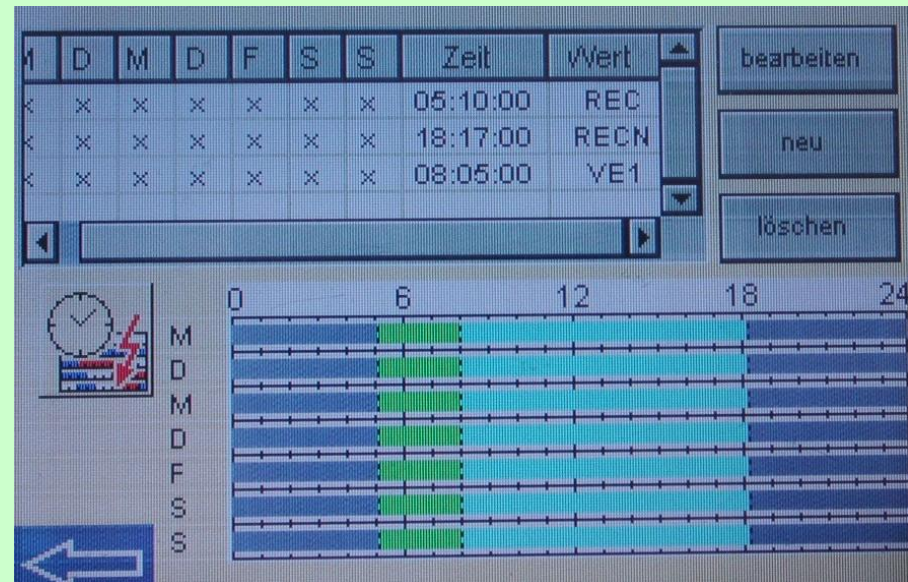 M D M D F S S Zeit Wert
x x x x x x x 05:10:00 REC
x x x x x x x 18:17:00 RECN
x x x x x x x 08:05:00 VE1
bearbeiten
neu
löschen
0 6 12 18 24
M
D
M
D
F
S
S